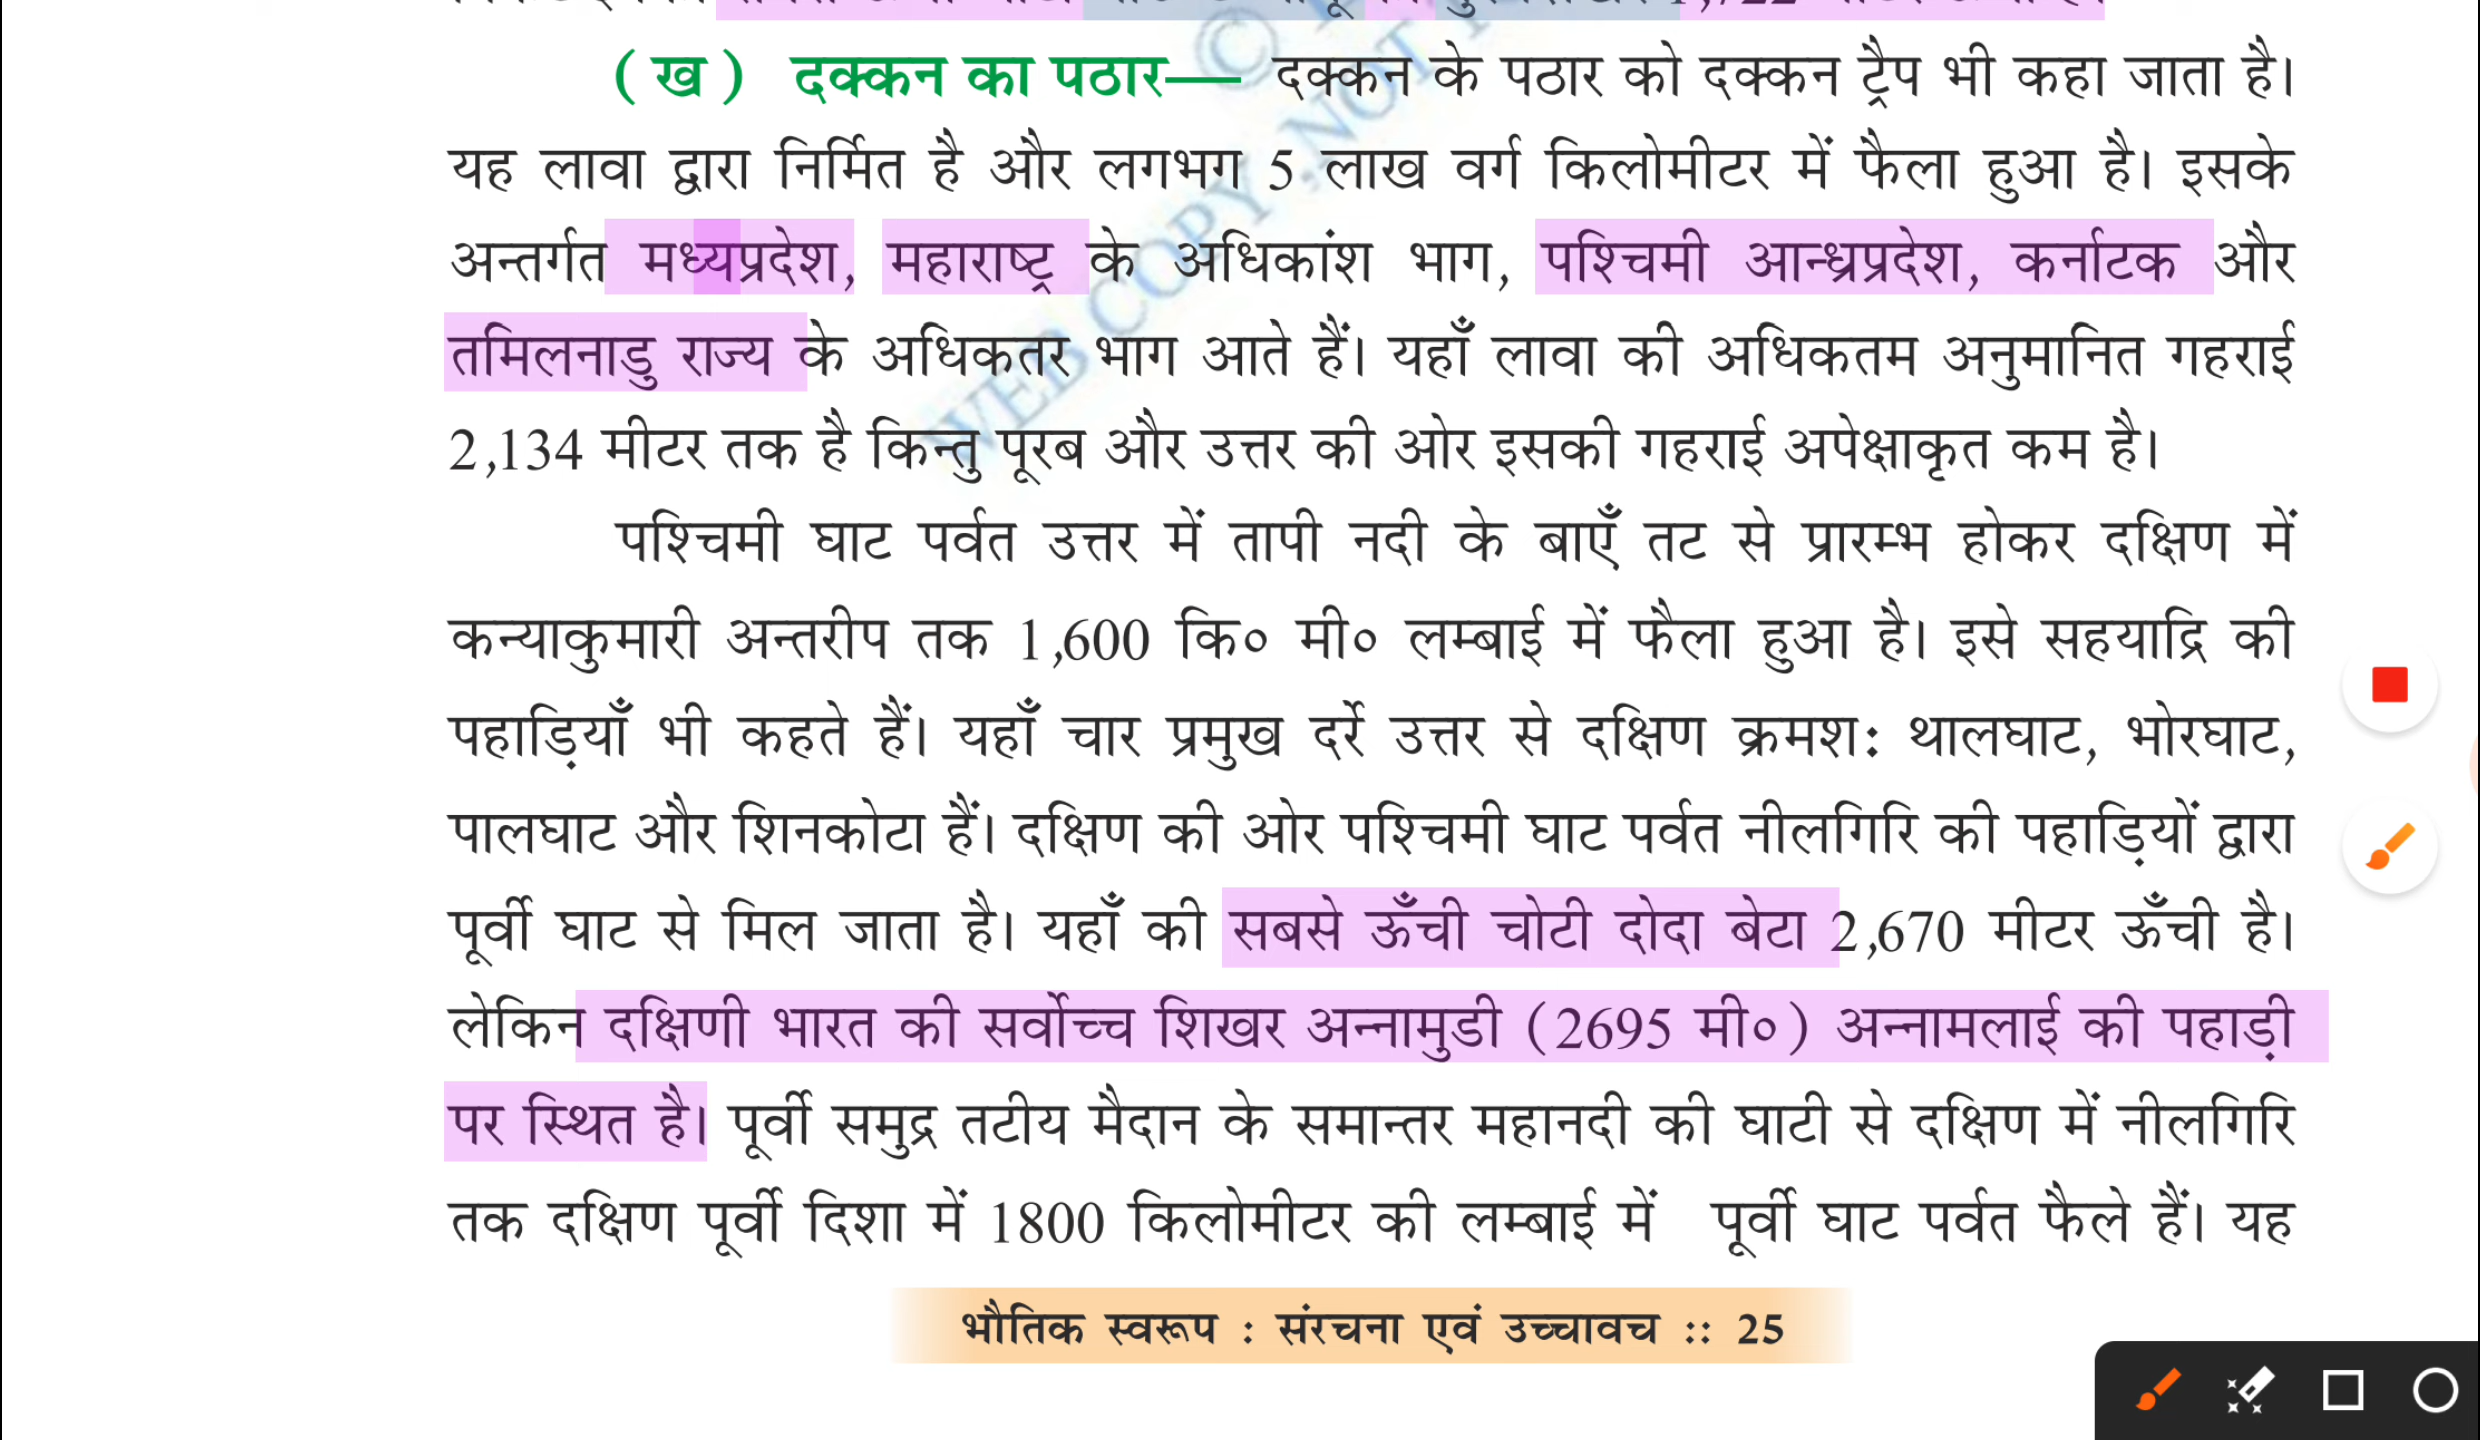 1,722
( ख ) दक्कन का पठार— दक्कन के पठार को दक्कन ट्रैप भी कहा जाता है।
यह लावा द्वारा निर्मित है और लगभग 5 लाख वर्ग किलोमीटर में फैला हुआ है। इसके
अन्तर्गत मध्यप्रदेश, महाराष्ट्र के अधिकांश भाग, पश्चिमी आन्ध्रप्रदेश, कर्नाटक और
तमिलनाडु राज्य के अधिकतर भाग आते हैं। यहाँ लावा की अधिकतम अनुमानित गहराई
2,134 मीटर तक है किन्तु पूरब और उत्तर की ओर इसकी गहराई अपेक्षाकृत कम है।
पश्चिमी घाट पर्वत उत्तर में तापी नदी के बाएँ तट से प्रारम्भ होकर दक्षिण में
कन्याकुमारी अन्तरीप तक 1,600 कि० मी० लम्बाई में फैला हुआ है। इसे सहयाद्रि की
पहाड़ियाँ भी कहते हैं। यहाँ चार प्रमुख दर्रे उत्तर से दक्षिण क्रमशः थालघाट, भोरघाट,
पालघाट और शिनकोटा हैं। दक्षिण की ओर पश्चिमी घाट पर्वत नीलगिरि की पहाड़ियों द्वारा
पूर्वी घाट से मिल जाता है। यहाँ की सबसे ऊँची चोटी दोदा बेटा 2,670 मीटर ऊँची है।
लेकिन दक्षिणी भारत की सर्वोच्च शिखर अन्नामुडी (2695 मी०) अन्नामलाई की पहाड़ी
पर स्थित है। पूर्वी समुद्र तटीय मैदान के समान्तर महानदी की घाटी से दक्षिण में नीलगिरि
तक दक्षिण पूर्वी दिशा में 1800 किलोमीटर की लम्बाई में पूर्वी घाट पर्वत फैले हैं। यह
भौतिक स्वरूप : संरचना एवं उच्चावच :: 25
©
WEB COPY. NOT